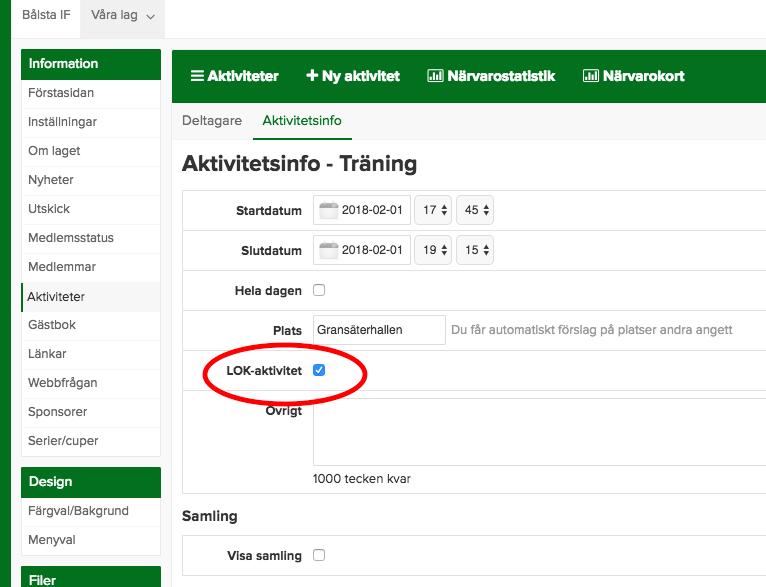 Bålsta IF Våra lag
Information
Förstasidan
Inställningar
Om laget
Nyheter
Utskick
Medlemsstatus
Medlemmar
Aktiviteter
Gästbok
Länkar
Webbfrågan
Sponsorer
Serier/cuper
Design
Färgval/Bakgrund
Menyval
Filer
Aktiviteter Ny aktivitet Närvarostatistik Närvarokort
Deltagare Aktivitetsinfo
Aktivitetsinfo - Träning
Startdatum 2018-02-01 17 45
Slutdatum 2018-02-01 19 15
Hela dagen
Plats Gransäterhallen Du får automatiskt förslag på platser andra angett
LOK-aktivitet
Övrigt
1000 tecken kvar
Samling
Visa samling